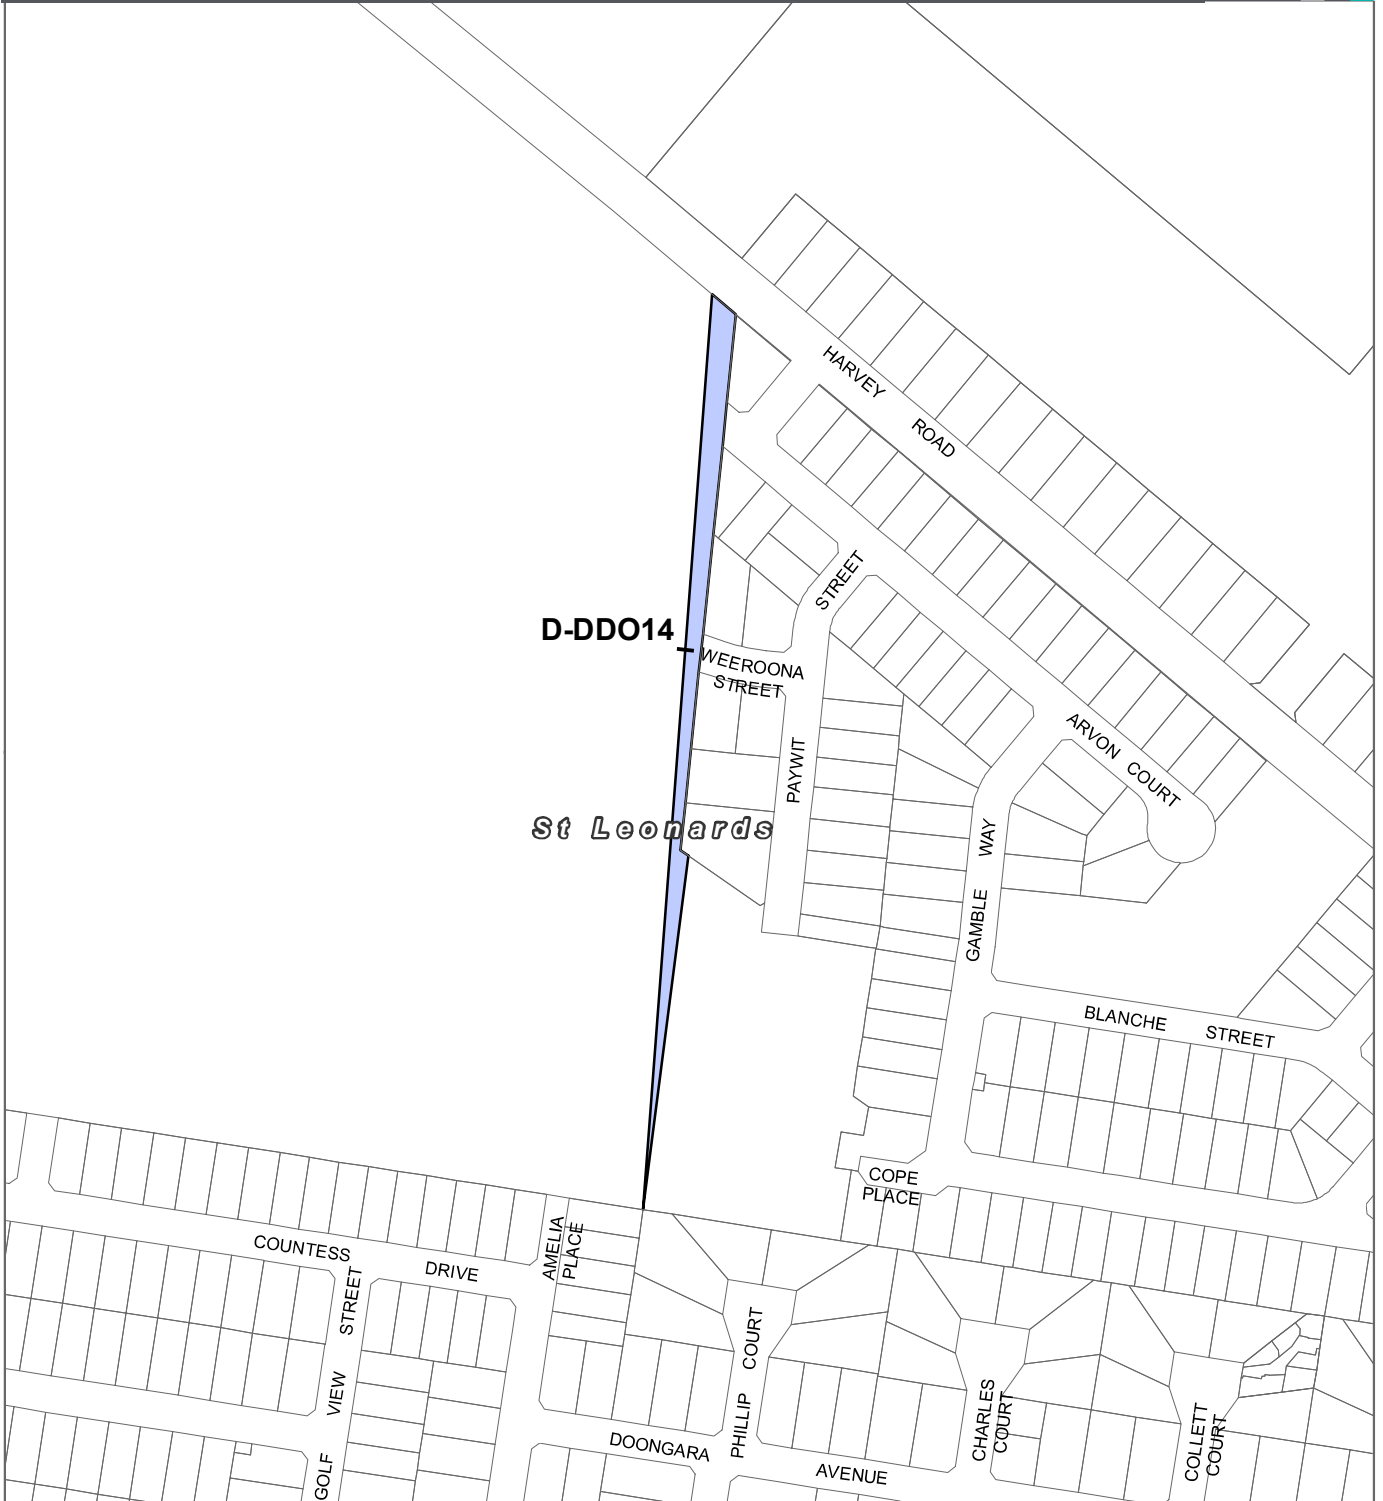 HARVEY ROAD
STREET
D-DDO14
WEEROONA
STREET
ARVON COURT
PAYWIT
St Leonards
GAMBLE WAY
BLANCHE STREET
COPE
PLACE
AMELIA
PLACE
COUNTESS DRIVE
GOLF VIEW STREET
PHILLIP COURT
CHARLES
COURT
COLLETT
COURT
DOONGARA AVENUE